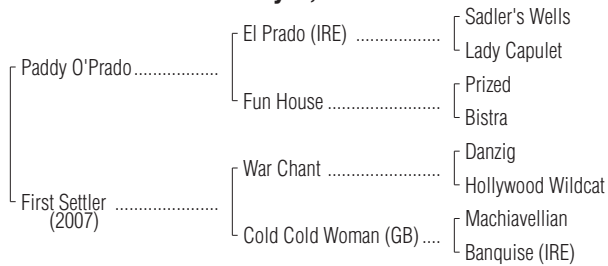 Sadler's Wells
El Prado (IRE) ..................
Lady Capulet
Paddy O'Prado..................
Prized
Fun House ........................
Bistra
Danzig
War Chant ........................
Hollywood Wildcat
First Settler ......................
(2007)
Machiavellian
Cold Cold Woman (GB) ....
Banquise (IRE)